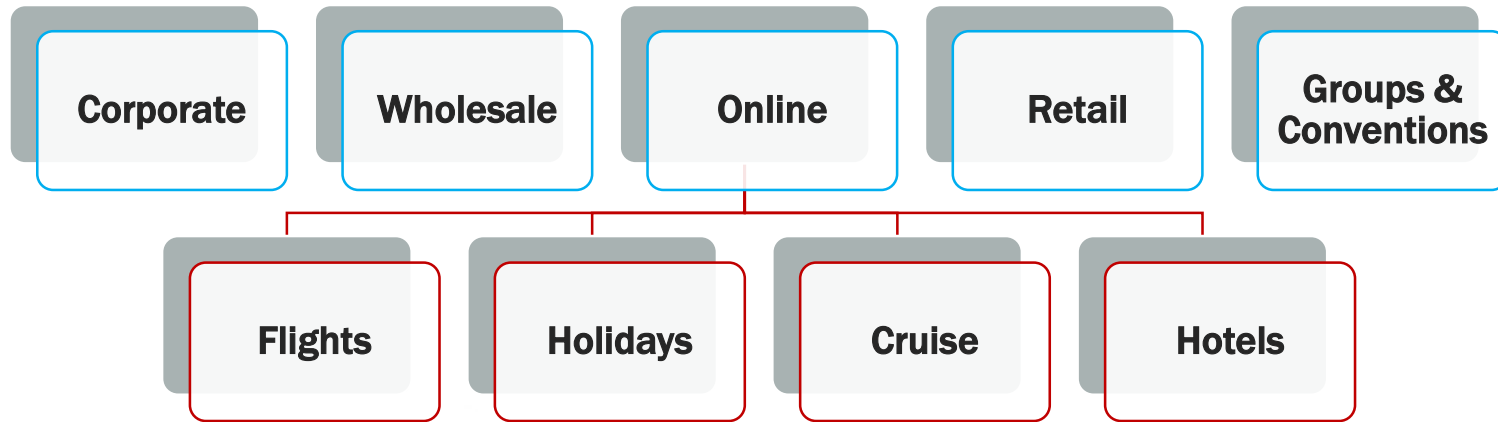 Corporate
Wholesale
Online
Retail
Groups &
Conventions
Flights
Holidays
Cruise
Hotels